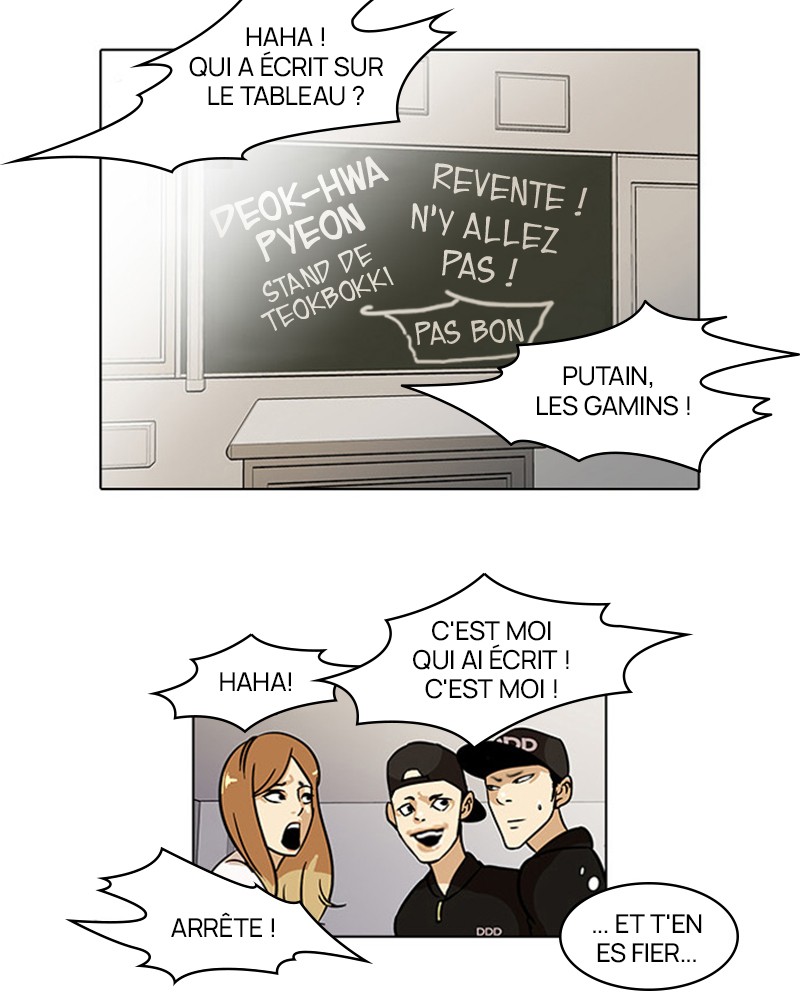 HAHA !
QUI A ÉCRIT SUR
LE TABLEAU ?
DEOK-HWA
PYEON
STAND DE
TEOKBOKKI
REVENTE !
N'Y ALLEZ
PAS !
PAS BON
PUTAIN,
LES GAMINS !
HAHA!
C'EST MOI
QUI AI ÉCRIT !
C'EST MOI !
DDD
DDD
ARRÊTE !
... ET T'EN
ES FIER...